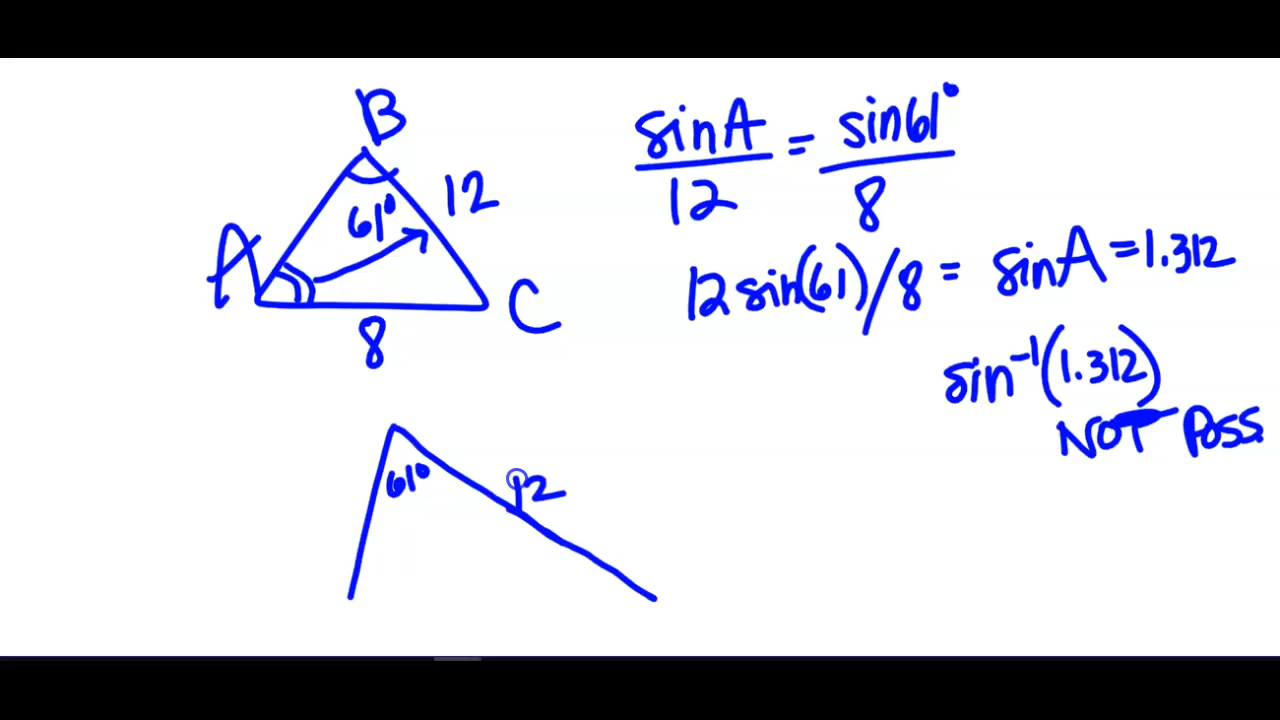 B
12
61°
A
C
8
sinA/12 = sin61°/8
12sin(61)/8 = sinA = 1.312
sin⁻¹(1.312)
NOT POSS.
61°
12